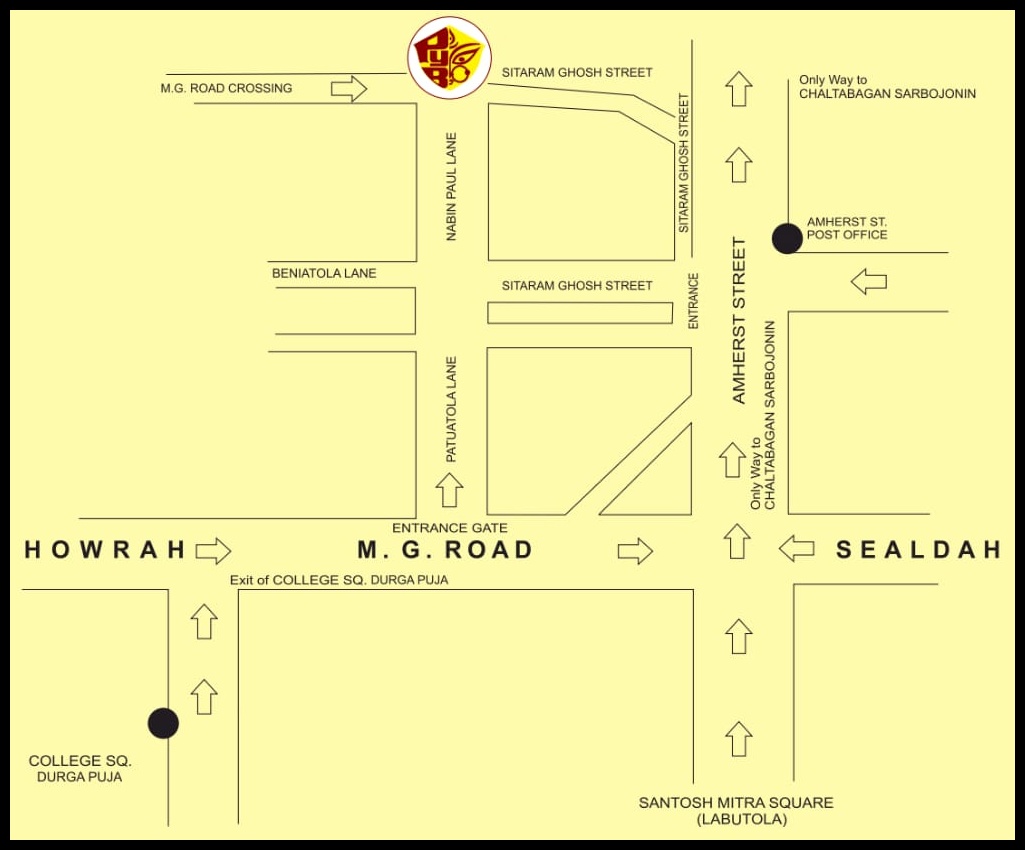 PYB
SITARAM GHOSH STREET
M.G. ROAD CROSSING
Only Way to
CHALTABAGAN SARBOJONIN
NABIN PAUL LANE
SITARAM GHOSH STREET
AMHERST ST.
POST OFFICE
BENIATOLA LANE
SITARAM GHOSH STREET
ENTRANCE
AMHERST STREET
PATUATOLA LANE
Only Way to
CHALTABAGAN SARBOJONIN
ENTRANCE GATE
HOWRAH
M. G. ROAD
SEALDAH
Exit of COLLEGE SQ. DURGA PUJA
COLLEGE SQ.
DURGA PUJA
SANTOSH MITRA SQUARE
(LABUTOLA)